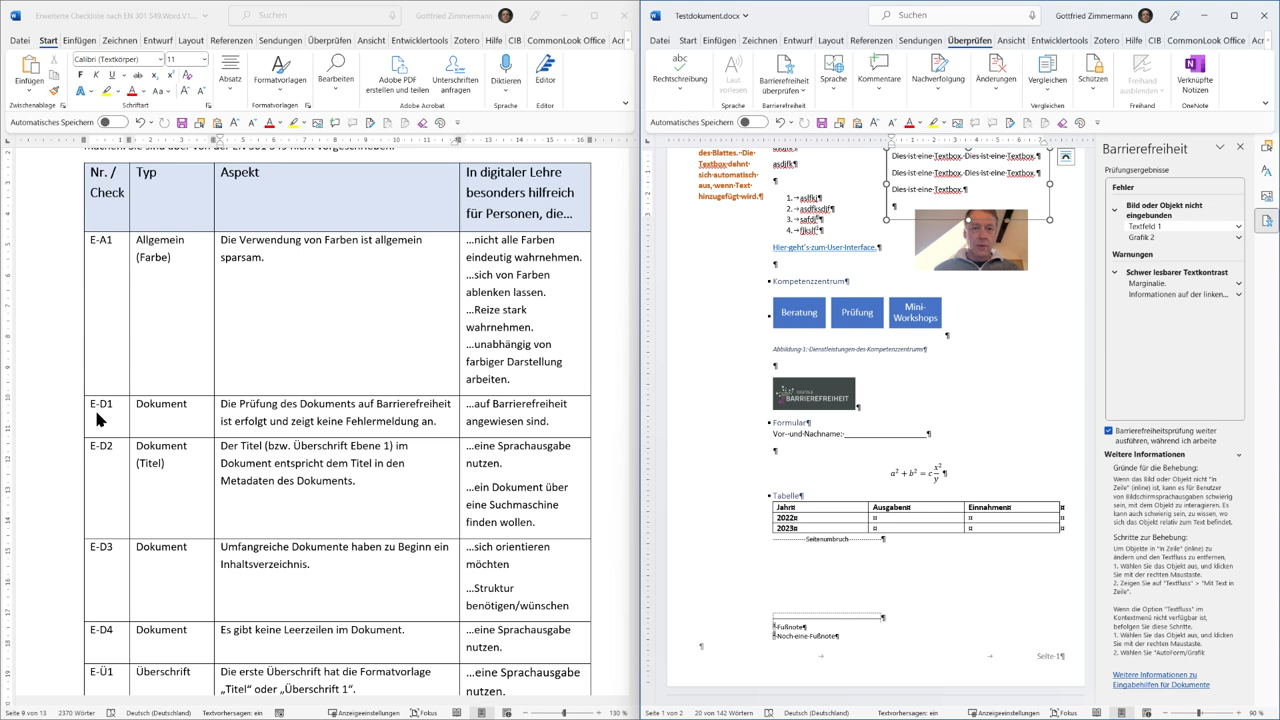 Erweiterte Checkliste nach EN 301 549:Word.V1...
Suchen
Gottfried Zimmermann
Datei Start Einfügen Zeichnen Entwurf Layout Referenzen Sendungen Überprüfen Ansicht Entwicklertools Zotero Hilfe CIB CommonLook Office
Calibri (Textkörper)
Einfügen
Absatz
Formatvorlagen
Bearbeiten
Adobe PDF erstellen und teilen
Unterschriften anfragen
Diktieren
Editor
Zwischenablage
Schriftart
Formatvorlagen
Adobe Acrobat
Sprache
Editor
Automatisches Speichern
Nr. / Check
Typ
Aspekt
In digitaler Lehre besonders hilfreich für Personen, die...
E-A1
Allgemein (Farben)
Die Verwendung von Farben ist allgemein sparsam.
...nicht alle Farben eindeutig wahrnehmen.
...sich von Farben ablenken lassen.
...Reize stark wahrnehmen.
...unabhängig von farbiger Darstellung arbeiten.
E-D1
Dokument
Die Prüfung des Dokuments auf Barrierefreiheit ist erfolgt und zeigt keine Fehlermeldung an.
...auf Barrierefreiheit angewiesen sind.
E-D2
Dokument (Titel)
Der Titel (bzw. Überschrift Ebene 1) im Dokument entspricht dem Titel in den Metadaten des Dokuments.
...eine Sprachausgabe nutzen.
...ein Dokument über eine Suchmaschine finden wollen.
E-D3
Dokument
Umfangreiche Dokumente haben zu Beginn ein Inhaltsverzeichnis.
...sich orientieren möchten
...Struktur benötigen/wünschen
E-D4
Dokument
Es gibt keine Leerzeilen im Dokument.
...eine Sprachausgabe nutzen.
E-Ü1
Überschrift
Die erste Überschrift hat die Formatvorlage „Titel“ oder „Überschrift 1“.
...eine Sprachausgabe nutzen.
Seite 9 von 13 2370 Wörter Deutsch (Deutschland) Textvorhersagen: ein Anzeigeeinstellungen Fokus 130 %
Testdokument.docx
Suchen
Gottfried Zimmermann
Datei Start Einfügen Zeichnen Entwurf Layout Referenzen Sendungen Überprüfen Ansicht Entwicklertools Zotero Hilfe CIB CommonLook Office
Rechtschreibung
Laut vorlesen
Barrierefreiheit überprüfen
Sprache
Kommentare
Nachverfolgung
Änderungen
Vergleichen
Schützen
Freihand ausblenden
Verknüpfte Notizen
Sprache
Barrierefreiheit
Vergleichen
Freihand
OneNote
Automatisches Speichern
des·Blattes.··Die·
Textbox·dehnt·
sich·automatisch·
aus,·wenn·Text·
hinzugefügt·wird.¶
asdjfk¶
¶
1.→aslfkj¶
2.→asdfksdjf¶
3.→safdjf¶
4.→fjkslf¶
Hier·geht's·zum·User·Interface.¶
¶
Dies·ist·eine·Textbox.·Dies·ist·eine·Textbox.¶
Dies·ist·eine·Textbox.·Dies·ist·eine·Textbox.¶
Dies·ist·eine·Textbox.¶
¶
Kompetenzzentrum¶
Beratung
Prüfung
Mini-Workshops
¶
Abbildung·1:·Dienstleistungen·des·Kompetenzzentrums¶
¶
DIGITALE
BARRIEREFREIHEIT
¶
Formular¶
Vor-·und·Nachname:·____________________¶
¶
a² + b² = c x²/y ¶
Tabelle¶
Jahr¤ Ausgaben¤ Einnahmen¤ ¤
2022¤ ¤ ¤ ¤
2023¤ ¤ ¤ ¤
Seitenumbruch ¶
¶
Fußnote¶
Noch·eine·Fußnote¶
¶ → → Seite·1¶
Barrierefreiheit
Prüfungsergebnisse
Fehler
Bild oder Objekt nicht eingebunden
Textfeld 1
Grafik 2
Warnungen
Schwer lesbarer Textkontrast
Marginalie.
Informationen auf der linken...
Barrierefreiheitsprüfung weiter
ausführen, während ich arbeite
Weitere Informationen
Gründe für die Behebung:
Wenn das Bild oder Objekt nicht "In
Zeile" (inline) ist, kann es für Benutzer
von Bildschirmsprachausgaben schwierig
sein, mit dem Objekt zu interagieren. Es
kann auch schwierig sein, zu wissen, wo
sich das Objekt relativ zum Text befindet.
Schritte zur Behebung:
Um Objekte in "In Zeile" (inline) zu
ändern und den Textfluss zu entfernen.
1. Wählen Sie das Objekt aus, und klicken
Sie mit der rechten Maustaste.
2. Zeigen Sie auf "Textfluss" > "Mit Text in
Zeile".
Wenn die Option "Textfluss" im
Kontextmenü nicht verfügbar ist,
befolgen Sie diese Schritte.
1. Wählen Sie das Objekt aus, und klicken
Sie mit der rechten Maustaste.
2. Wählen Sie "AutoForm/Grafik
Weitere Informationen zu
Eingabehilfen für Dokumente
Seite 1 von 2 20 von 142 Wörtern Deutsch (Deutschland) Textvorhersagen: ein Anzeigeeinstellungen Fokus 90 %